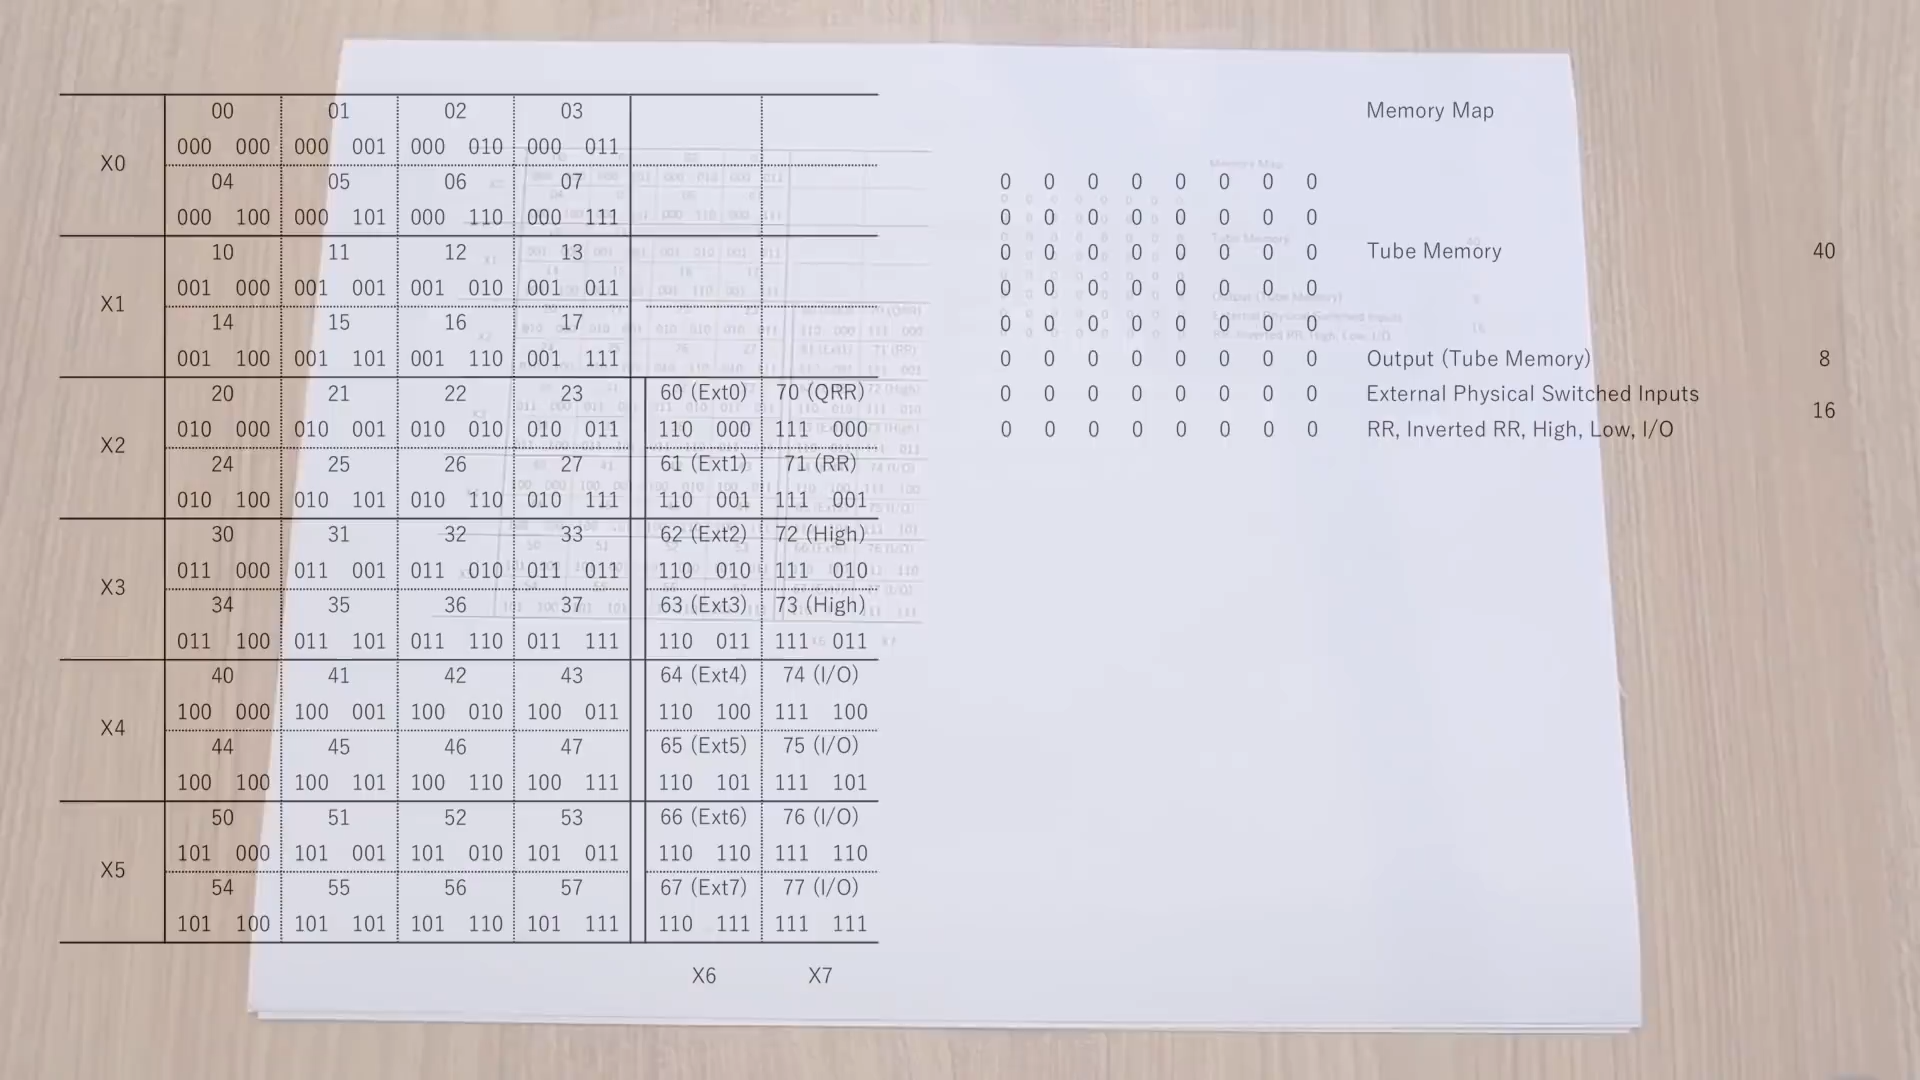 00 01 02 03 Memory Map
000 000 000 001 000 010 000 011
X0
04 05 06 07 0 0 0 0 0 0 0 0
000 100 000 101 000 110 000 111 0 0 0 0 0 0 0 0
10 11 12 13 0 0 0 0 0 0 0 0 Tube Memory 40
001 000 001 001 001 010 001 011 0 0 0 0 0 0 0 0
X1
14 15 16 17 0 0 0 0 0 0 0 0
001 100 001 101 001 110 001 111 0 0 0 0 0 0 0 0 Output (Tube Memory) 8
20 21 22 23 60 (Ext0) 70 (QRR) 0 0 0 0 0 0 0 0 External Physical Switched Inputs
16
010 000 010 001 010 010 010 011 110 000 111 000 0 0 0 0 0 0 0 0 RR, Inverted RR, High, Low, I/O
X2
24 25 26 27 61 (Ext1) 71 (RR)
010 100 010 101 010 110 010 111 110 001 111 001
30 31 32 33 62 (Ext2) 72 (High)
011 000 011 001 011 010 011 011 110 010 111 010
X3
34 35 36 37 63 (Ext3) 73 (High)
011 100 011 101 011 110 011 111 110 011 111 011
40 41 42 43 64 (Ext4) 74 (I/O)
100 000 100 001 100 010 100 011 110 100 111 100
X4
44 45 46 47 65 (Ext5) 75 (I/O)
100 100 100 101 100 110 100 111 110 101 111 101
50 51 52 53 66 (Ext6) 76 (I/O)
101 000 101 001 101 010 101 011 110 110 111 110
X5
54 55 56 57 67 (Ext7) 77 (I/O)
101 100 101 101 101 110 101 111 110 111 111 111
X6 X7